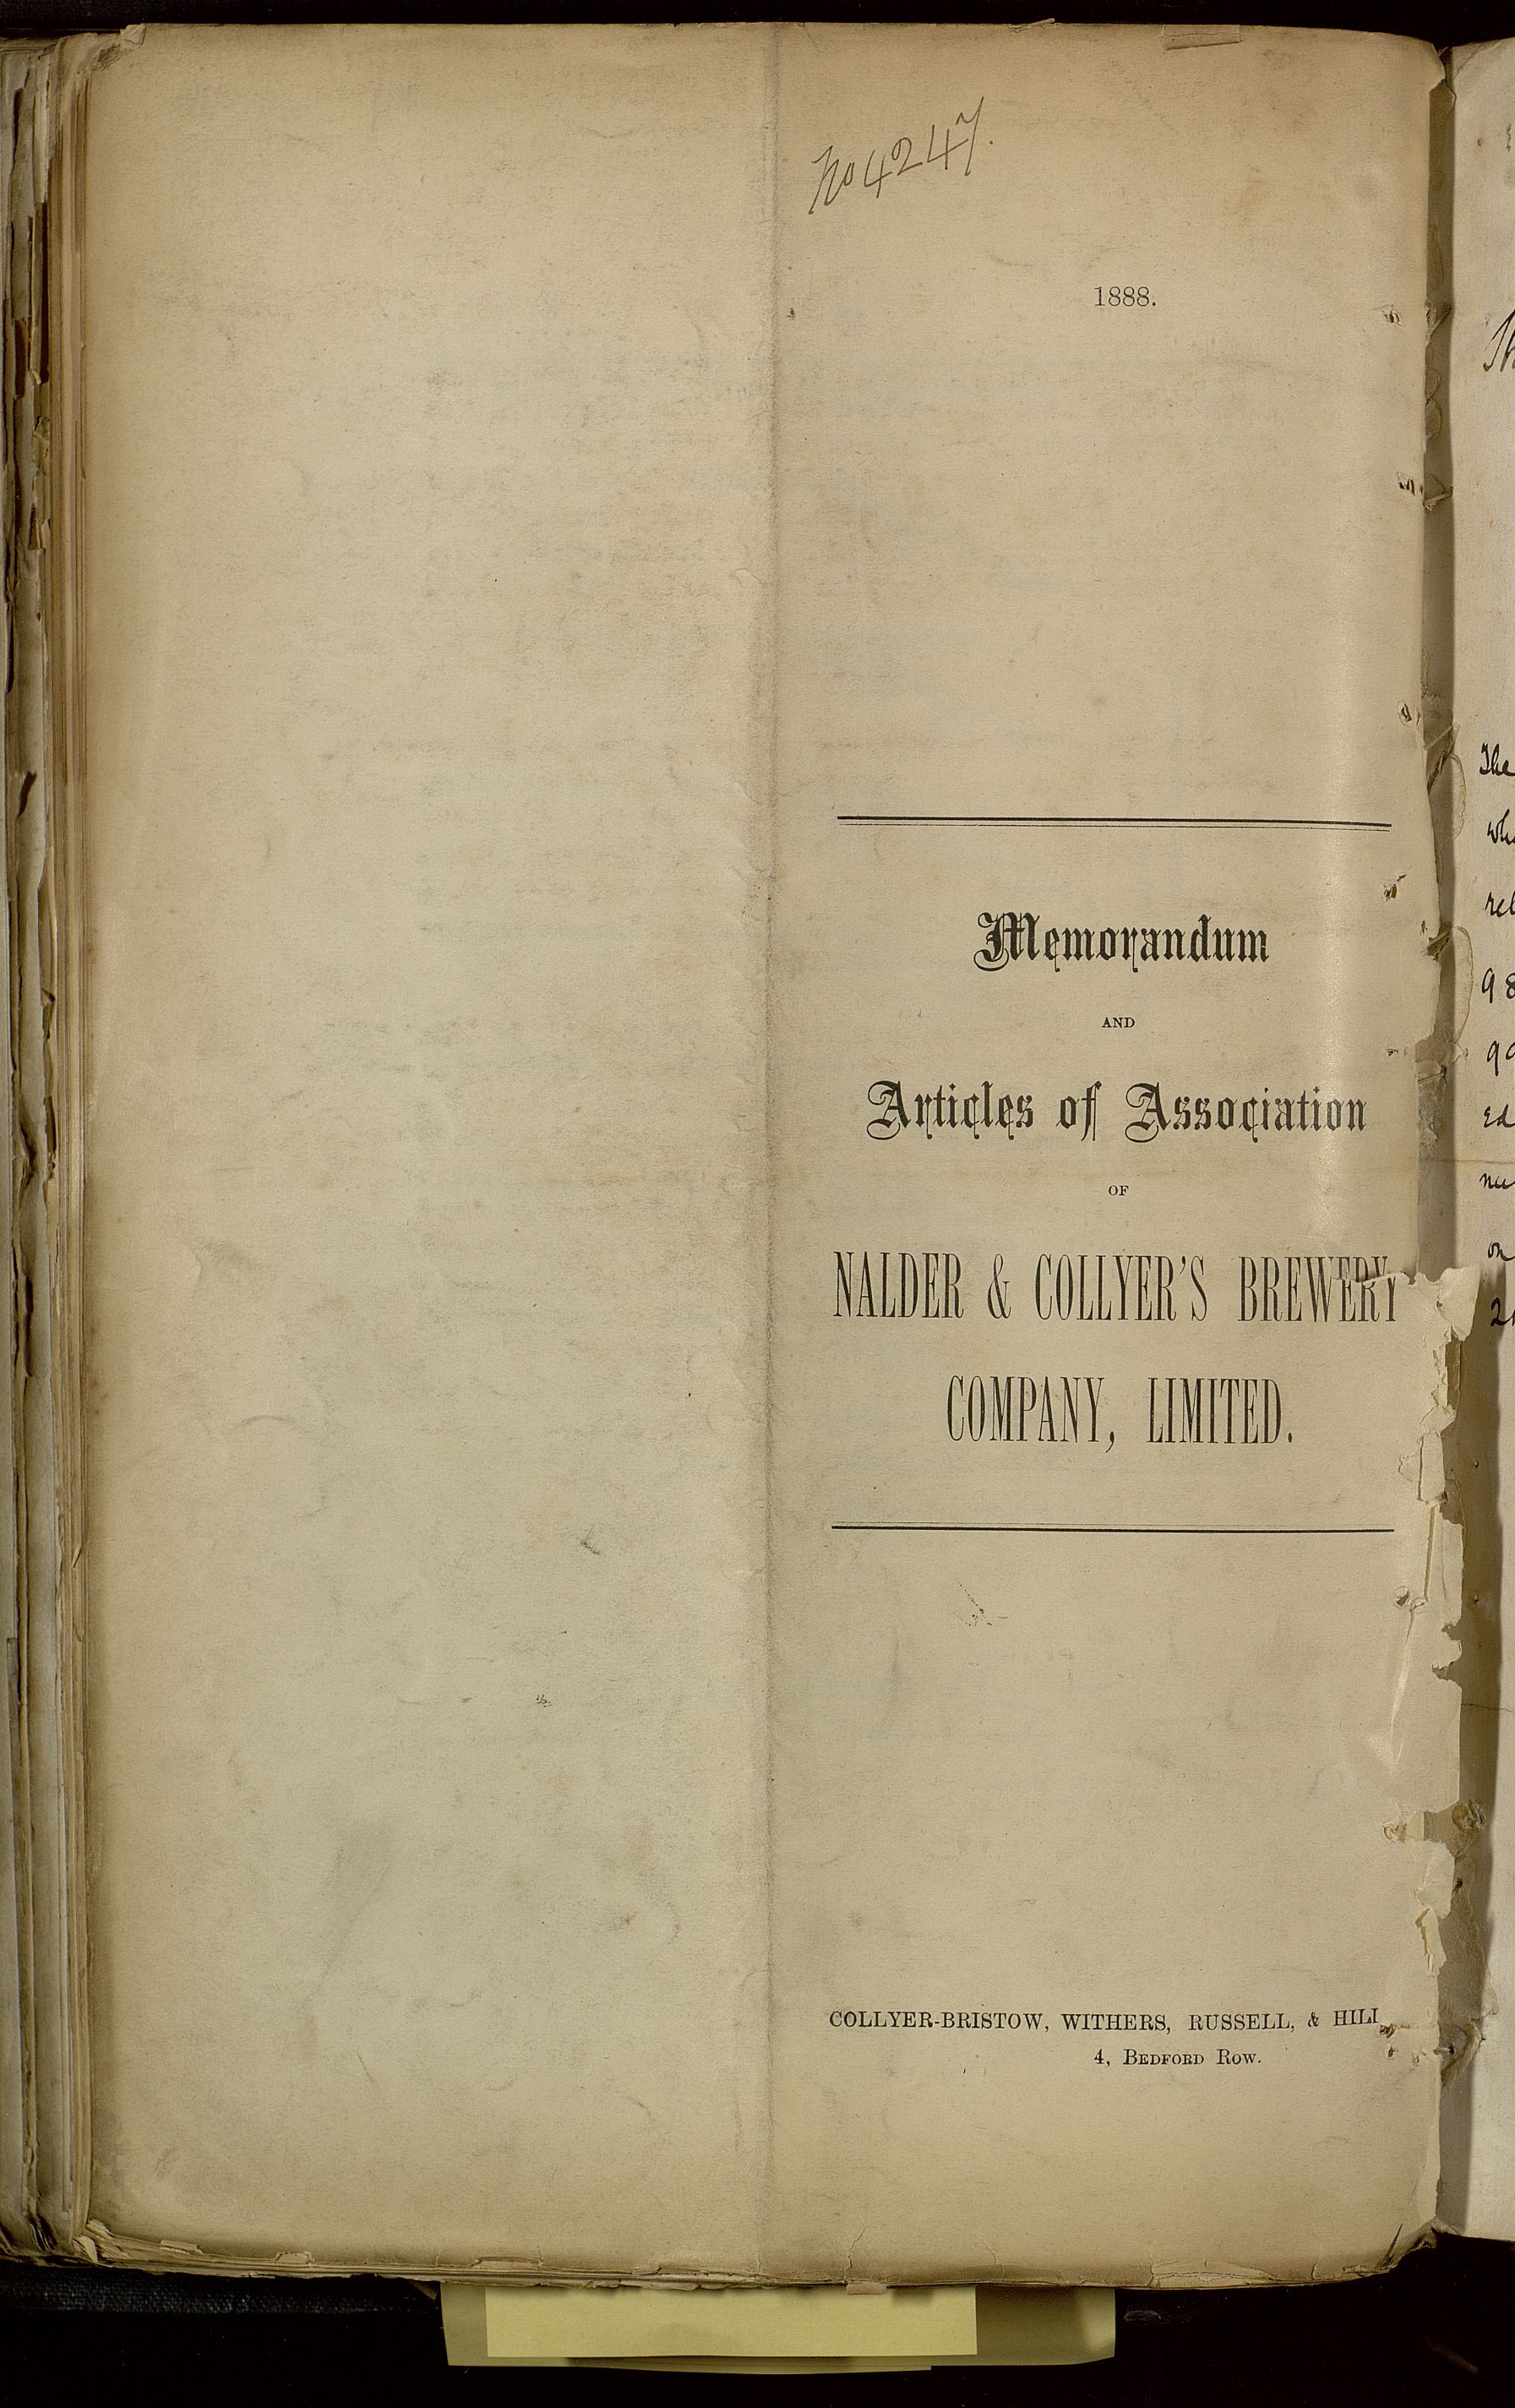 No 4247.
1888.
Memorandum
AND
Articles of Association
OF
NALDER & COLLYER'S BREWERY
COMPANY, LIMITED.
COLLYER-BRISTOW, WITHERS, RUSSELL, & HILL
4, BEDFORD ROW.
The